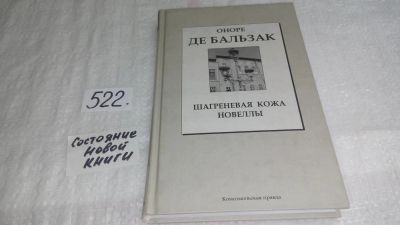 522.
Состояние
новой
книги
ОНОРЕ
ДЕ БАЛЬЗАК
ШАГРЕНЕВАЯ КОЖА
НОВЕЛЛЫ
Комсомольская правда